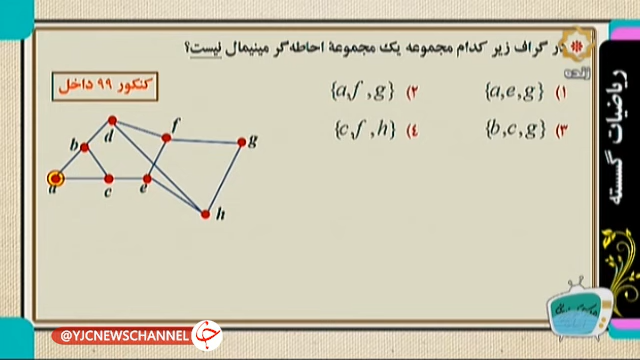 در گراف زیر کدام مجموعه یک مجموعهٔ احاطه‌گر مینیمال نیست؟
زنده
کنکور ۹۹ داخل
۱) {a,e,g}
۲) {a,f,g}
۳) {b,c,g}
۴) {c,f,h}
d
f
b
g
a
c
e
h
ریاضیات گسسته
@YJCNEWSCHANNEL